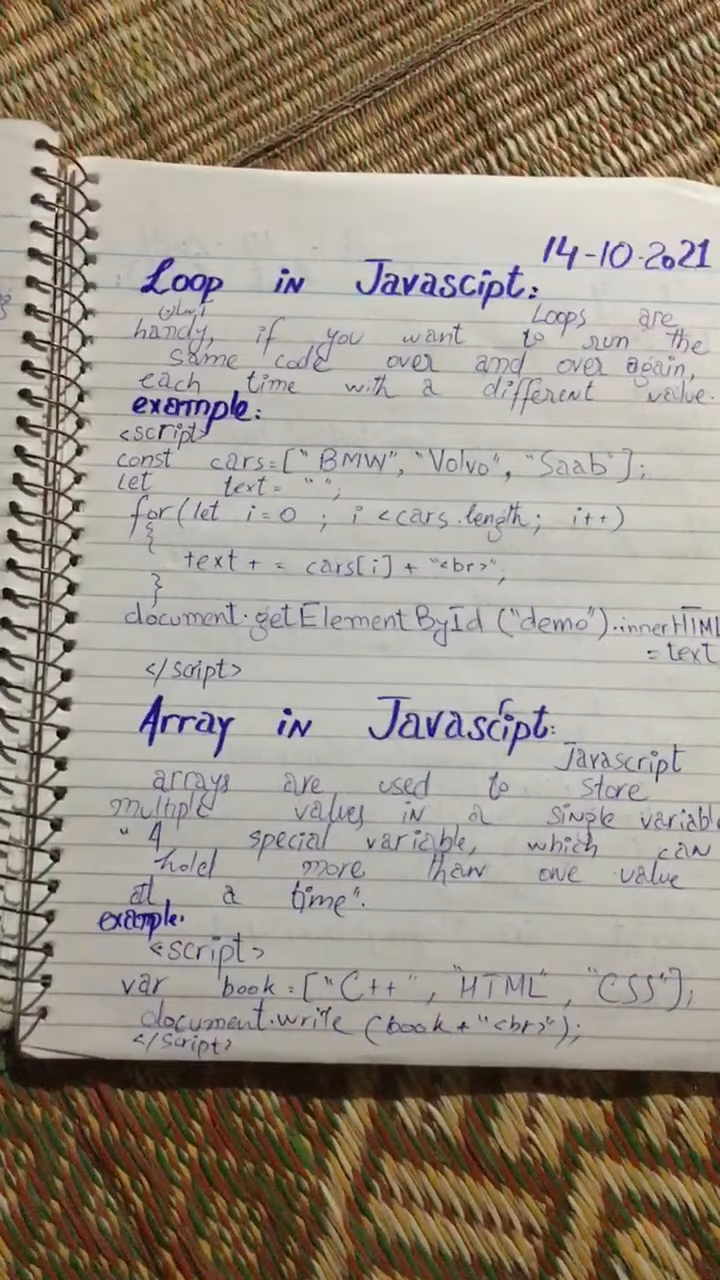 14-10-2021
Loop in Javascipt:
آسان
Loops are
handy, if you want to run the
same code over and over again,
each time with a different value.
example:
<script>
const cars=["BMW", "Volvo", "Saab"];
let text= " ";
for(let i=0 ; i <cars.length; i++)
{
text + = cars[i] + "<br>";
}
document.getElementById ("demo").innerHTML
= text
</script>
Array in Javascript:
Javascript
arrays are used to store
multiple values in a single variable
" A special variable, which can
hold more than one value
at a time".
example:
<script>
var book = ["C++", "HTML", "CSS"];
document.write (book + "<br>");
</script>